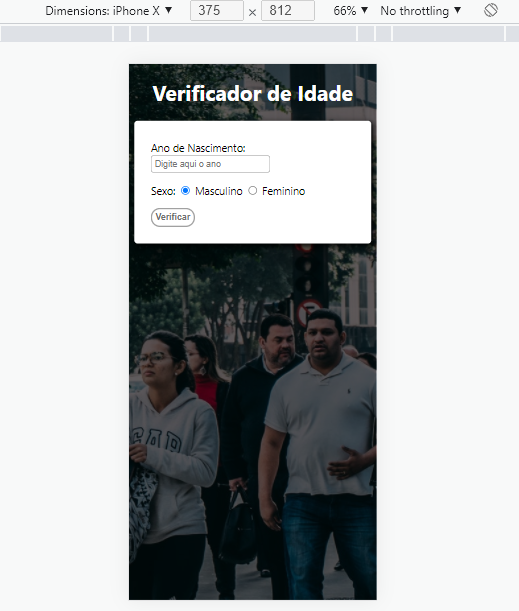 Dimensions: iPhone X ▼ 375 × 812 66% ▼ No throttling ▼
Verificador de Idade
Ano de Nascimento:
Digite aqui o ano
Sexo: Masculino Feminino
Verificar
GAP